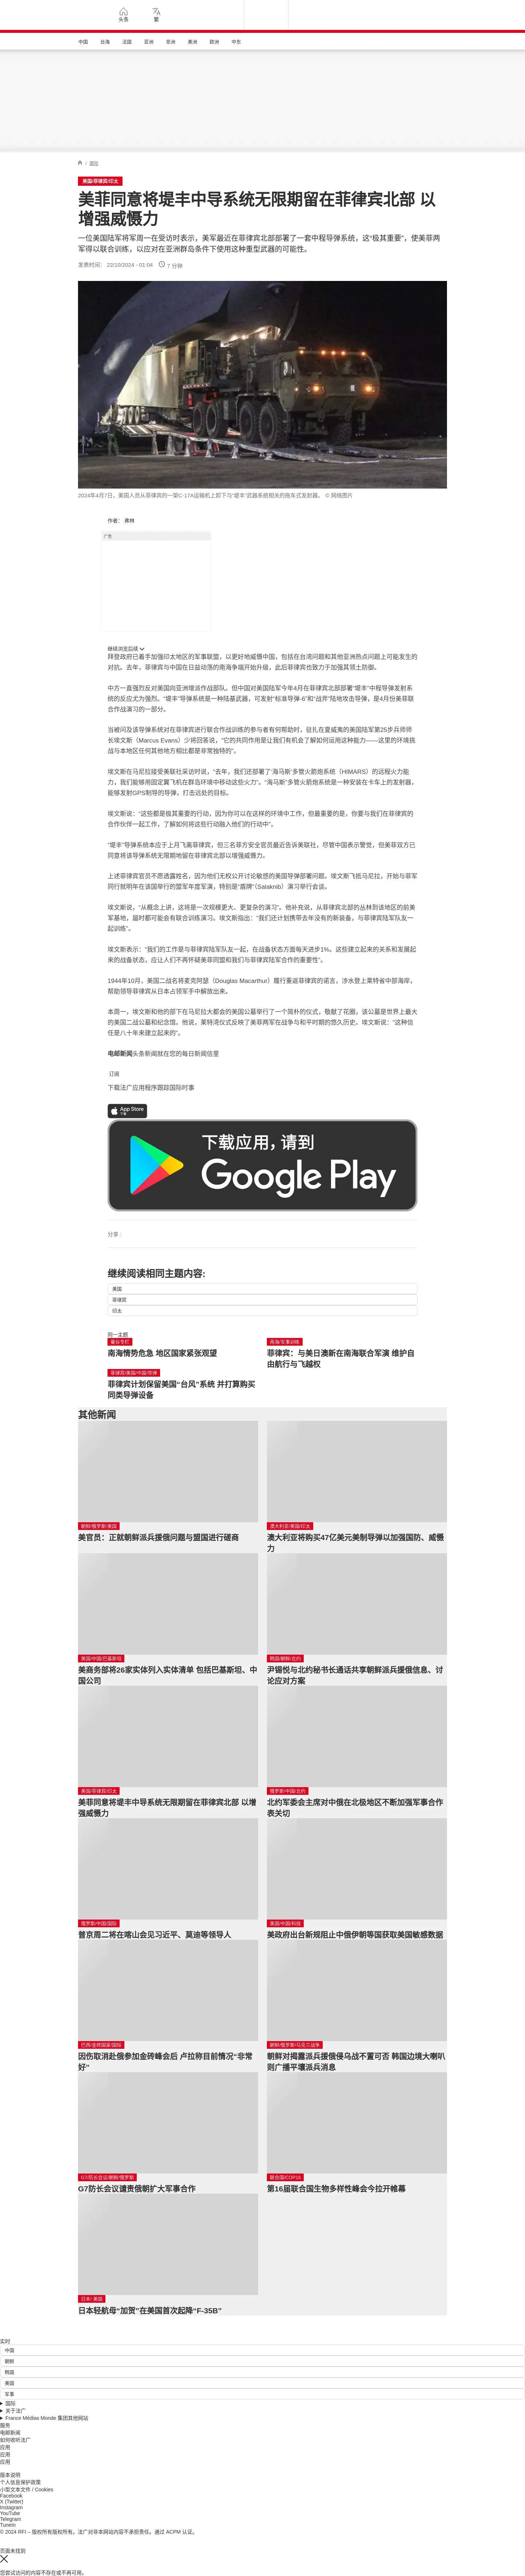 头条
繁
中国
台海
法国
亚洲
非洲
美洲
欧洲
中东
国际
美国/菲律宾/印太
美菲同意将堤丰中导系统无限期留在菲律宾北部 以
增强威慑力
一位美国陆军将军周一在受访时表示，美军最近在菲律宾北部部署了一套中程导弹系统，这“极其重要”，使美菲两
军得以联合训练，以应对在亚洲群岛条件下使用这种重型武器的可能性。
发表时间： 22/10/2024 - 01:04
7 分钟
2024年4月7日，美国人员从菲律宾的一架C-17A运输机上卸下与“堤丰”武器系统相关的拖车式发射器。 © 网络图片
作者： 弗林
广告
继续浏览后续
拜登政府已着手加强印太地区的军事联盟，以更好地威慑中国，包括在台湾问题和其他亚洲热点问题上可能发生的
对抗。去年，菲律宾与中国在日益动荡的南海争端开始升级，此后菲律宾也致力于加强其领土防御。
中方一直强烈反对美国向亚洲增派作战部队。但中国对美国陆军今年4月在菲律宾北部部署“堤丰”中程导弹发射系
统的反应尤为强烈。“堤丰”导弹系统是一种陆基武器，可发射“标准导弹-6”和“战斧”陆地攻击导弹，是4月份美菲联
合作战演习的一部分。
当被问及该导弹系统对在菲律宾进行联合作战训练的参与者有何帮助时，驻扎在夏威夷的美国陆军第25步兵师师
长埃文斯（Marcus Evans）少将回答说，“它的共同作用是让我们有机会了解如何运用这种能力——这里的环境挑
战与本地区任何其他地方相比都是非常独特的”。
埃文斯在马尼拉接受美联社采访时说，“去年，我们还部署了‘海马斯’多管火箭炮系统（HIMARS）的远程火力能
力，我们能够用固定翼飞机在群岛环境中移动这些火力”。“海马斯”多管火箭炮系统是一种安装在卡车上的发射器，
能够发射GPS制导的导弹，打击远处的目标。
埃文斯说：“这些都是极其重要的行动，因为你可以在这样的环境中工作，但最重要的是，你要与我们在菲律宾的
合作伙伴一起工作，了解如何将这些行动融入他们的行动中”。
“堤丰”导弹系统本应于上月飞离菲律宾，但三名菲方安全官员最近告诉美联社，尽管中国表示警觉，但美菲双方已
同意将该导弹系统无限期地留在菲律宾北部以增强威慑力。
上述菲律宾官员不愿透露姓名，因为他们无权公开讨论敏感的美国导弹部署问题。埃文斯飞抵马尼拉，开始与菲军
同行就明年在该国举行的盟军年度军演，特别是“盾牌”（Salaknib）演习举行会谈。
埃文斯说，“从概念上讲，这将是一次规模更大、更复杂的演习”。他补充说，从菲律宾北部的丛林到该地区的前美
军基地，届时都可能会有联合训练演习。埃文斯指出：“我们还计划携带去年没有的新装备，与菲律宾陆军队友一
起训练”。
埃文斯表示：“我们的工作是与菲律宾陆军队友一起，在战备状态方面每天进步1%。这些建立起来的关系和发展起
来的战备状态，应让人们不再怀疑美菲同盟和我们与菲律宾陆军合作的重要性”。
1944年10月，美国二战名将麦克阿瑟（Douglas Macarthur）履行重返菲律宾的诺言，涉水登上莱特省中部海岸，
帮助领导菲律宾从日本占领军手中解放出来。
本周一，埃文斯和他的部下在马尼拉大都会的美国公墓举行了一个简朴的仪式，敬献了花圈，该公墓是世界上最大
的美国二战公墓和纪念馆。他说，莱特湾仪式反映了美菲两军在战争与和平时期的悠久历史。埃文斯说：“这种信
任是八十年来建立起来的”。
电邮新闻头条新闻就在您的每日新闻信里
订阅
下载法广应用程序跟踪国际时事
App Store
下载应用，请到
Google Play
分享 :
继续阅读相同主题内容:
美国
菲律宾
印太
同一主题
曼谷专栏
南海情势危急 地区国家紧张观望
南海/军事训练
菲律宾：与美日澳新在南海联合军演 维护自
由航行与飞越权
菲律宾/美国/中国/导弹
菲律宾计划保留美国“台风”系统 并打算购买
同类导弹设备
其他新闻
朝鲜/俄罗斯/美国
美官员：正就朝鲜派兵援俄问题与盟国进行磋商
澳大利亚/美国/印太
澳大利亚将购买47亿美元美制导弹以加强国防、威慑
力
美国/中国/巴基斯坦
美商务部将26家实体列入实体清单 包括巴基斯坦、中
国公司
韩国/朝鲜/北约
尹锡悦与北约秘书长通话共享朝鲜派兵援俄信息、讨
论应对方案
美国/菲律宾/印太
美菲同意将堤丰中导系统无限期留在菲律宾北部 以增
强威慑力
俄罗斯/中国/北约
北约军委会主席对中俄在北极地区不断加强军事合作
表关切
俄罗斯/中国/国际
普京周二将在喀山会见习近平、莫迪等领导人
美国/中国/科技
美政府出台新规阻止中俄伊朝等国获取美国敏感数据
巴西/金砖国家/国际
因伤取消赴俄参加金砖峰会后 卢拉称目前情况“非常
好”
朝鲜/俄罗斯/乌克兰战争
朝鲜对揭露派兵援俄侵乌战不置可否 韩国边境大喇叭
则广播平壤派兵消息
G7/防长会议/朝鲜/俄罗斯
G7防长会议谴责俄朝扩大军事合作
联合国/COP16
第16届联合国生物多样性峰会今拉开帷幕
日本/ 美国
日本轻航母“加贺”在美国首次起降“F-35B”
实时
中国
朝鲜
韩国
美国
军事
国际
关于法广
France Médias Monde 集团其他网站
服务
电邮新闻
如何收听法广
应用
应用
应用
版本说明
个人信息保护政策
小型文本文件 / Cookies
Facebook
X (Twitter)
Instagram
YouTube
Telegram
TuneIn
© 2024 RFI – 版权所有版权所有。法广对非本网站内容不承担责任。通过 ACPM 认证。
页面未找到
您尝试访问的内容不存在或不再可用。